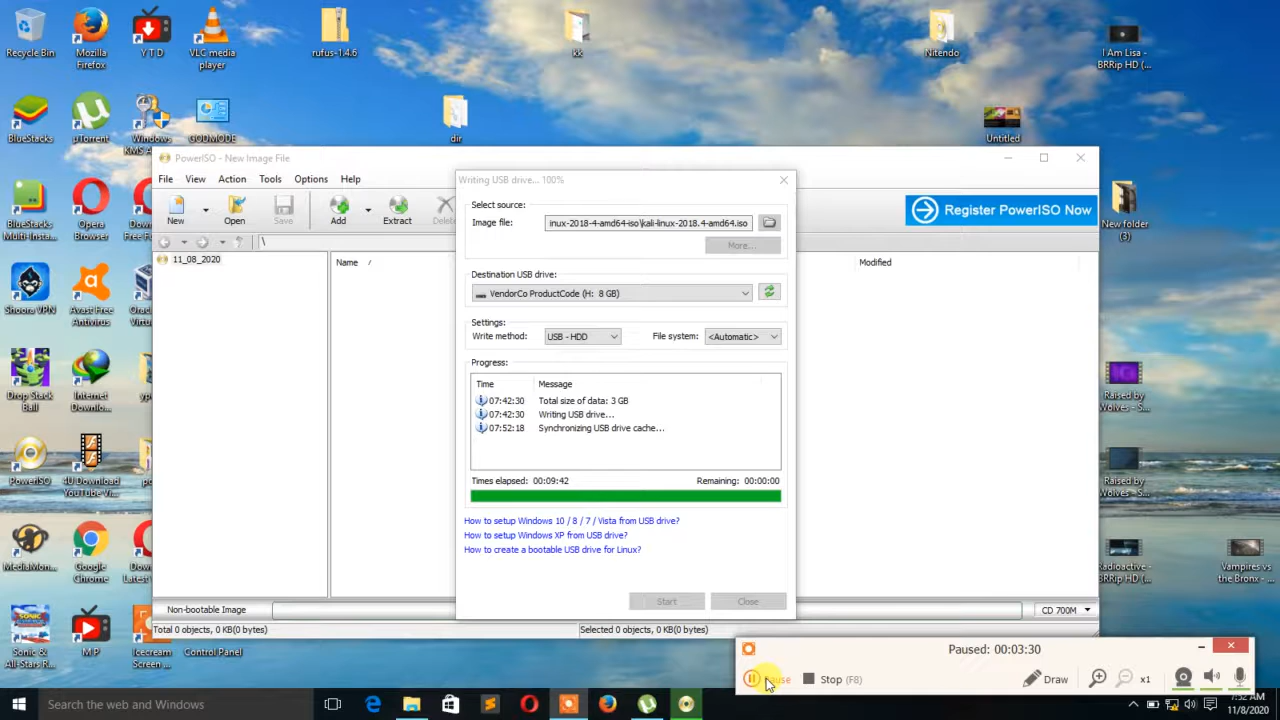 Recycle Bin
Mozilla Firefox
Y T D
VLC media player
rufus-1.4.6
kk
Nitendo
I Am Lisa - BRRip HD (...
BlueStacks
µTorrent
Windows KMS A...
GODMODE
dir
Untitled
PowerISO - New Image File
File View Action Tools Options Help
New Open Save Add Extract Delete
Register PowerISO Now
\
11_08_2020
Name /
Modified
Writing USB drive... 100%
Select source:
Image file: inux-2018-4-amd64-iso\kali-linux-2018.4-amd64.iso
More...
Destination USB drive:
VendorCo ProductCode (H: 8 GB)
Settings:
Write method: USB - HDD File system: <Automatic>
Progress:
Time Message
07:42:30 Total size of data: 3 GB
07:42:30 Writing USB drive...
07:52:18 Synchronizing USB drive cache...
Times elapsed: 00:09:42 Remaining: 00:00:00
How to setup Windows 10 / 8 / 7 / Vista from USB drive?
How to setup Windows XP from USB drive?
How to create a bootable USB drive for Linux?
Start Close
Non-bootable Image
CD 700M
Total 0 objects, 0 KB(0 bytes)
Selected 0 objects, 0 KB(0 bytes)
BlueStacks Multi-Insta...
Opera Browser
New folder (3)
Shoora VPN
Avast Free Antivirus
Drop Stack Ball
Internet Downlo...
Raised by Wolves - S...
PowerISO
4U Download YouTube Vi...
Raised by Wolves - S...
MediaMon...
Google Chrome
Radioactive - BRRip HD (...
Vampires vs the Bronx - ...
Sonic & All-Stars R...
M P
Icecream Screen ...
Control Panel
Paused: 00:03:30
Pause Stop (F8) Draw x1
Search the web and Windows
7:52 AM
11/8/2020